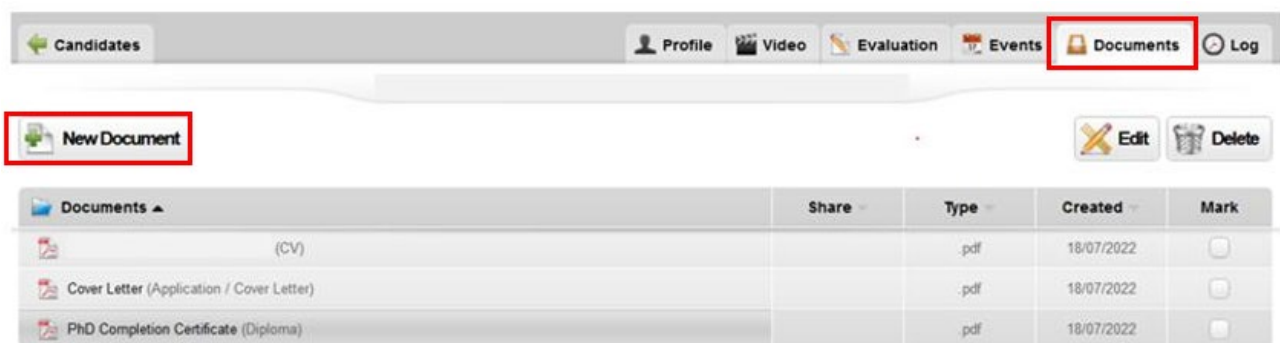 Candidates Profile Video Evaluation Events Documents Log
New Document Edit Delete
Documents Share Type Created Mark
(CV) .pdf 18/07/2022
Cover Letter (Application / Cover Letter) .pdf 18/07/2022
PhD Completion Certificate (Diploma) .pdf 18/07/2022